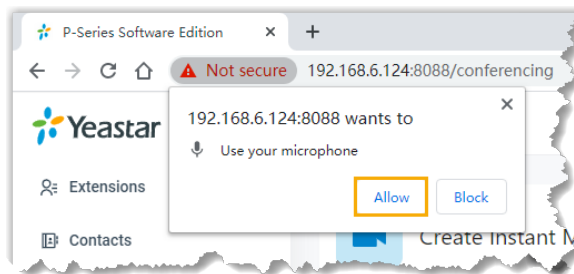 P-Series Software Edition
Not secure 192.168.6.124:8088/conferencing
Yeastar
192.168.6.124:8088 wants to
Use your microphone
Allow Block
Extensions
Contacts
Create Instant